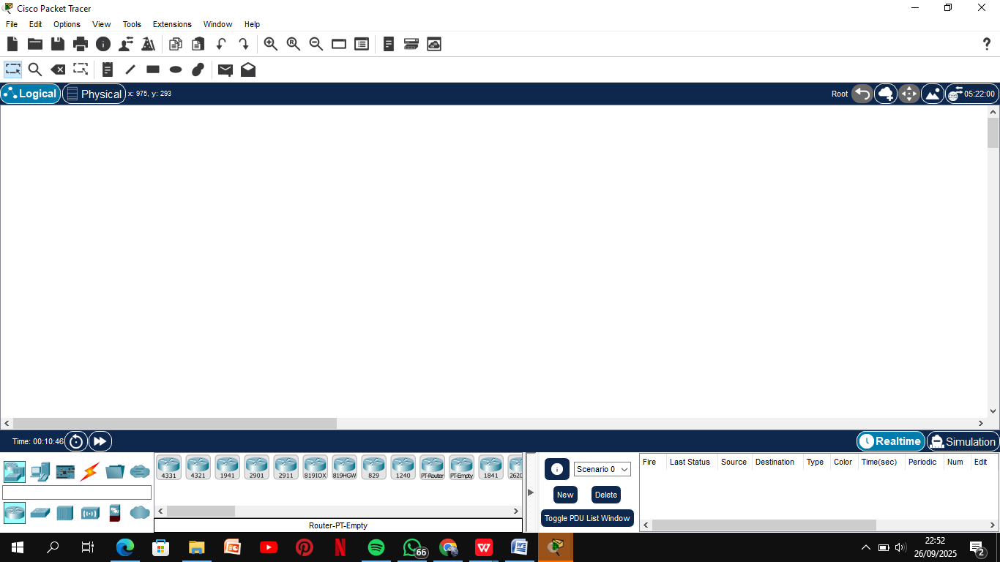 Cisco Packet Tracer
File Edit Options View Tools Extensions Window Help
Logical Physical x: 975, y: 293 Root 05:22:00
Time: 00:10:46 Realtime Simulation
4331 4321 1941 2901 2911 819IOX 819HGW 829 1240 PT-Router PT-Empty 1841 2620
Router-PT-Empty
Scenario 0
New Delete
Toggle PDU List Window
Fire Last Status Source Destination Type Color Time(sec) Periodic Num Edit
66
22:52
26/09/2025
2